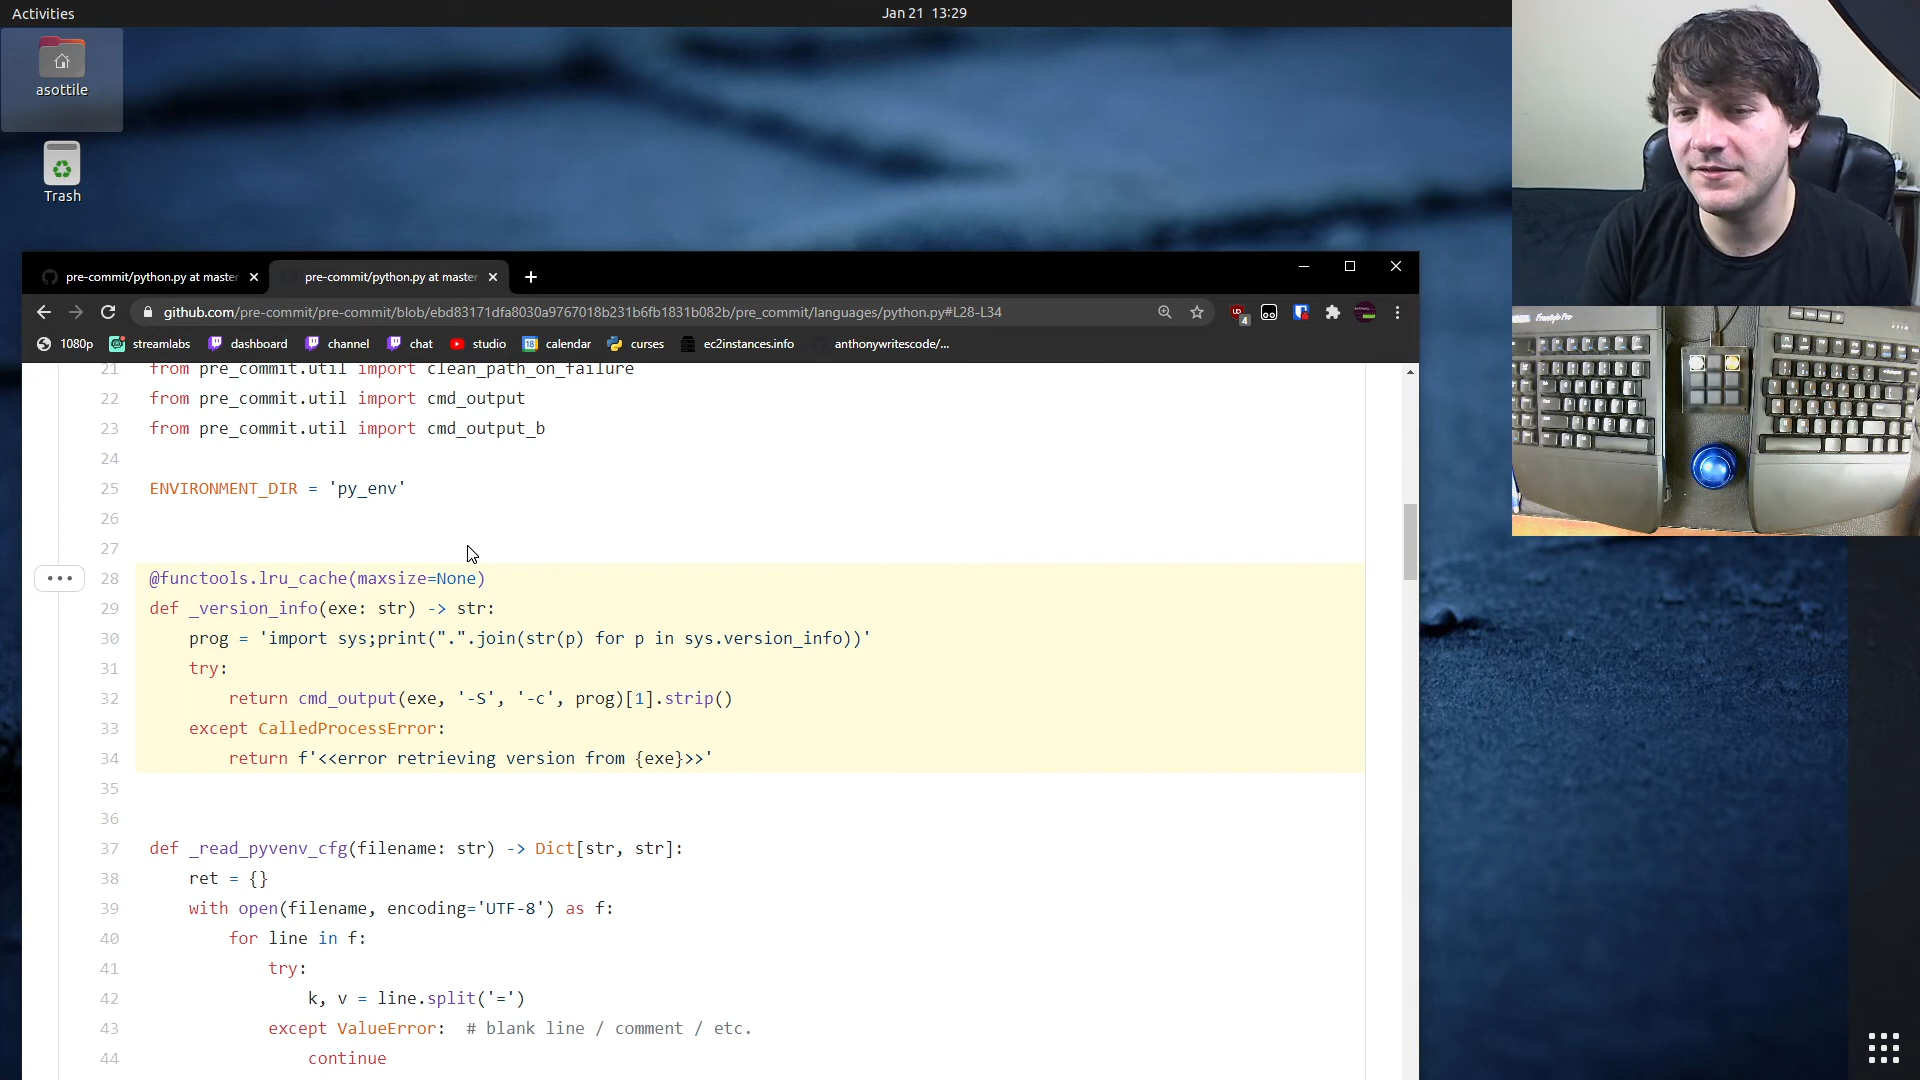 Activities
Jan 21 13:29
asottile
Trash
pre-commit/python.py at master
pre-commit/python.py at master
github.com/pre-commit/pre-commit/blob/ebd83171dfa8030a9767018b231b6fb1831b082b/pre_commit/languages/python.py#L28-L34
4
1080p
streamlabs
dashboard
channel
chat
studio
18
calendar
curses
ec2instances.info
anthonywritescode/...
21 from pre_commit.util import clean_path_on_failure
22 from pre_commit.util import cmd_output
23 from pre_commit.util import cmd_output_b
24
25 ENVIRONMENT_DIR = 'py_env'
26
27
28 @functools.lru_cache(maxsize=None)
29 def _version_info(exe: str) -> str:
30 prog = 'import sys;print(".".join(str(p) for p in sys.version_info))'
31 try:
32 return cmd_output(exe, '-S', '-c', prog)[1].strip()
33 except CalledProcessError:
34 return f'<<error retrieving version from {exe}>>'
35
36
37 def _read_pyvenv_cfg(filename: str) -> Dict[str, str]:
38 ret = {}
39 with open(filename, encoding='UTF-8') as f:
40 for line in f:
41 try:
42 k, v = line.split('=')
43 except ValueError: # blank line / comment / etc.
44 continue
Freestyle Pro